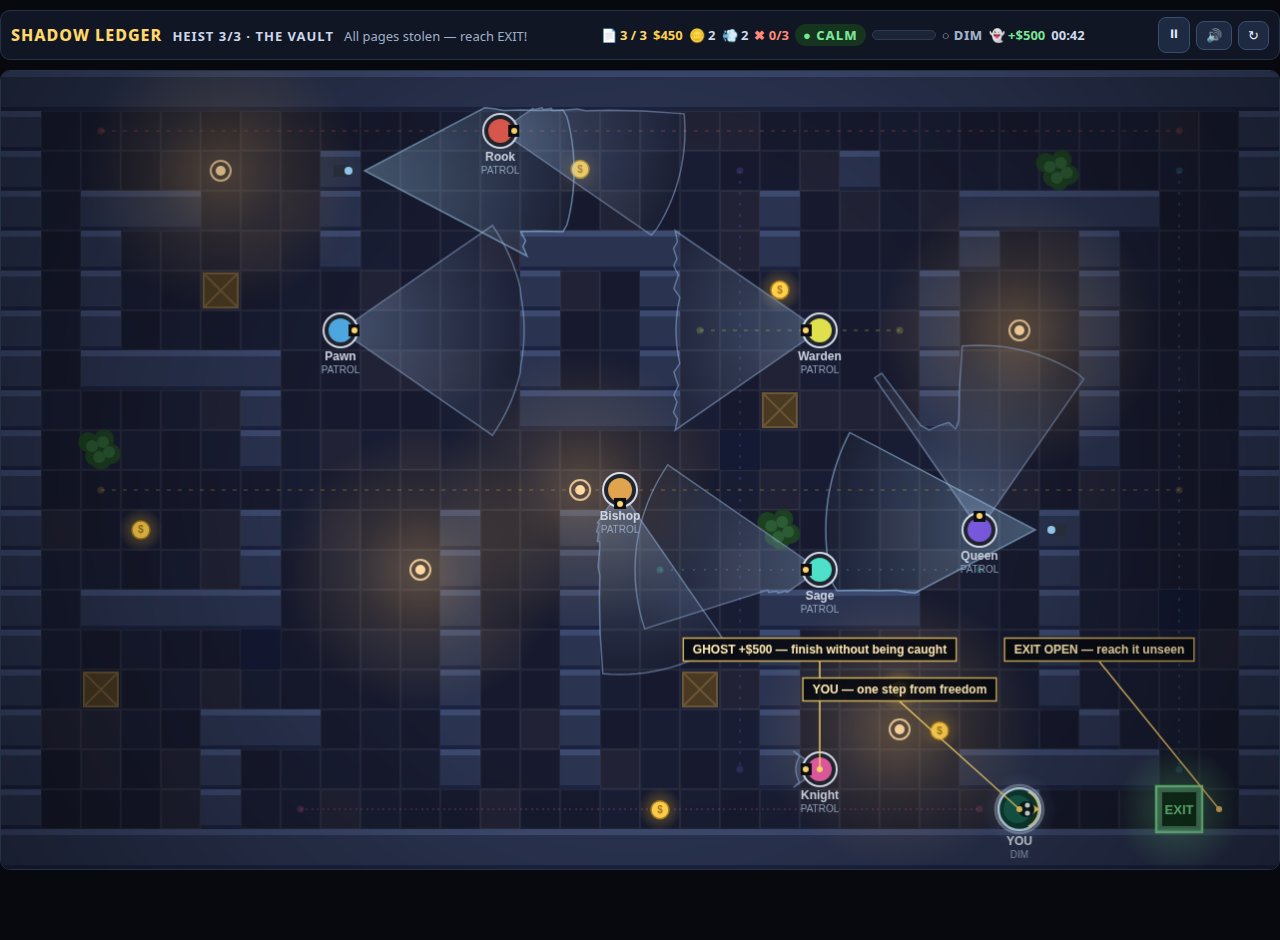 SHADOW LEDGER HEIST 3/3 · THE VAULT All pages stolen — reach EXIT! 3 / 3 $450 2 2 0/3 CALM DIM +$500 00:42
Rook
PATROL
$
$
Pawn
PATROL
Warden
PATROL
Bishop
PATROL
$
Queen
PATROL
Sage
PATROL
GHOST +$500 — finish without being caught
EXIT OPEN — reach it unseen
YOU — one step from freedom
$
Knight
PATROL
$
EXIT
YOU
DIM